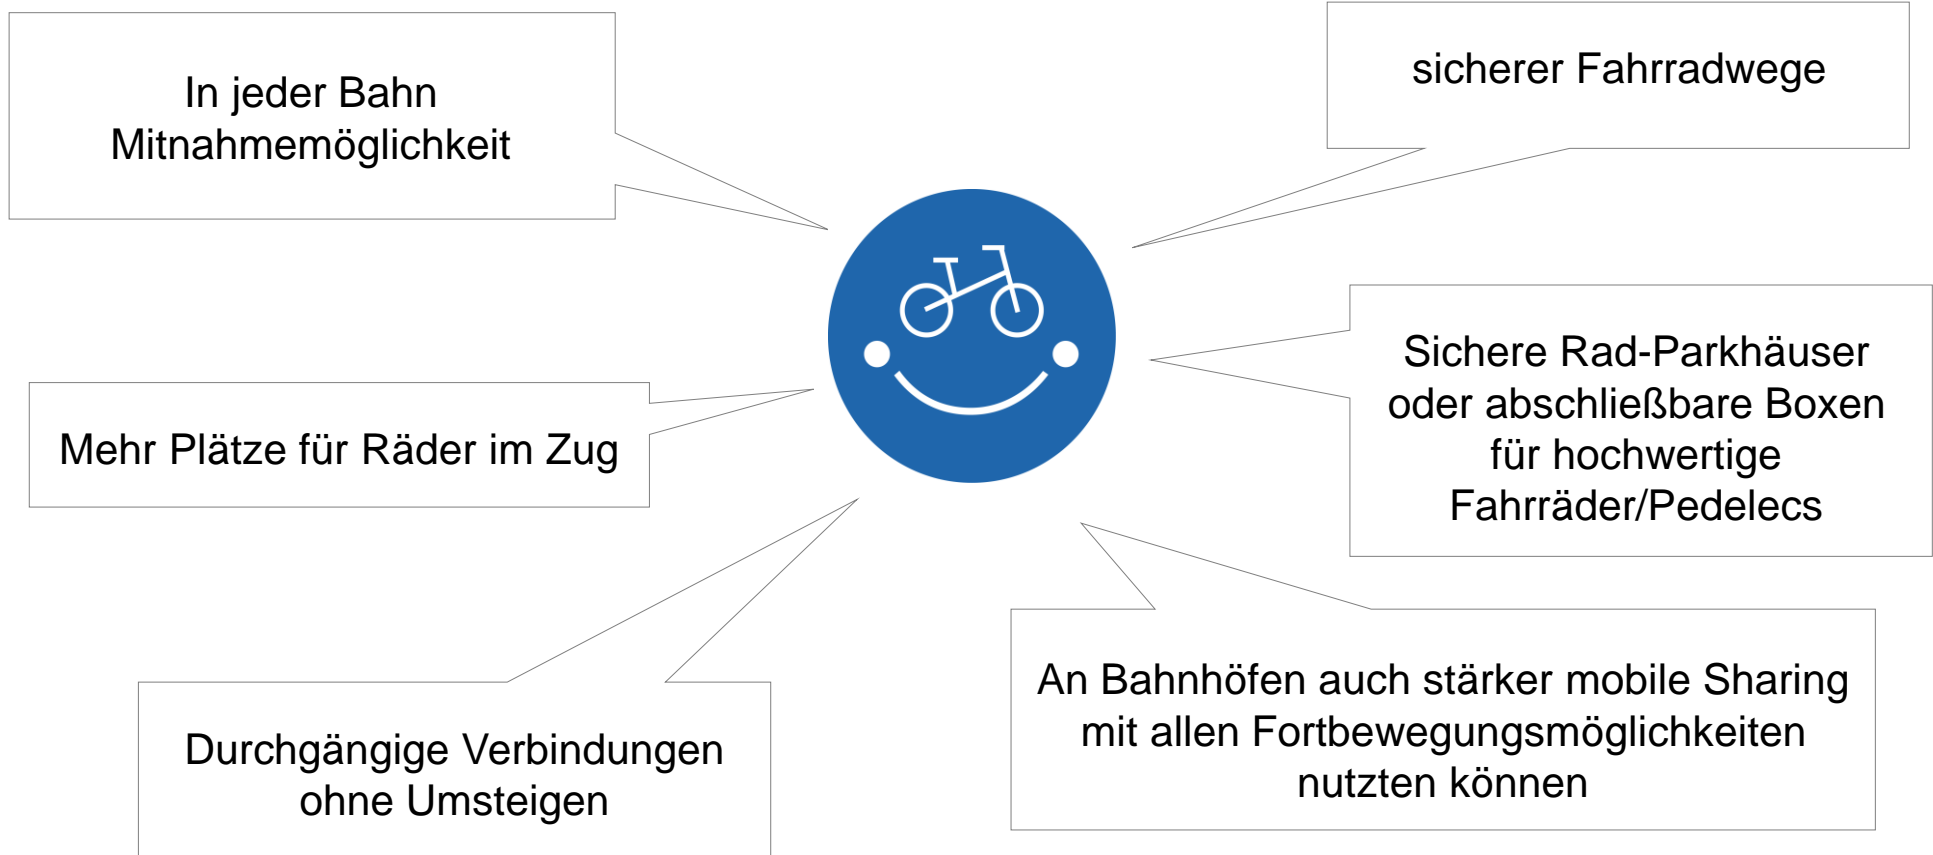 In jeder Bahn
Mitnahmemöglichkeit
sicherer Fahrradwege
Mehr Plätze für Räder im Zug
Sichere Rad-Parkhäuser
oder abschließbare Boxen
für hochwertige
Fahrräder/Pedelecs
Durchgängige Verbindungen
ohne Umsteigen
An Bahnhöfen auch stärker mobile Sharing
mit allen Fortbewegungsmöglichkeiten
nutzten können